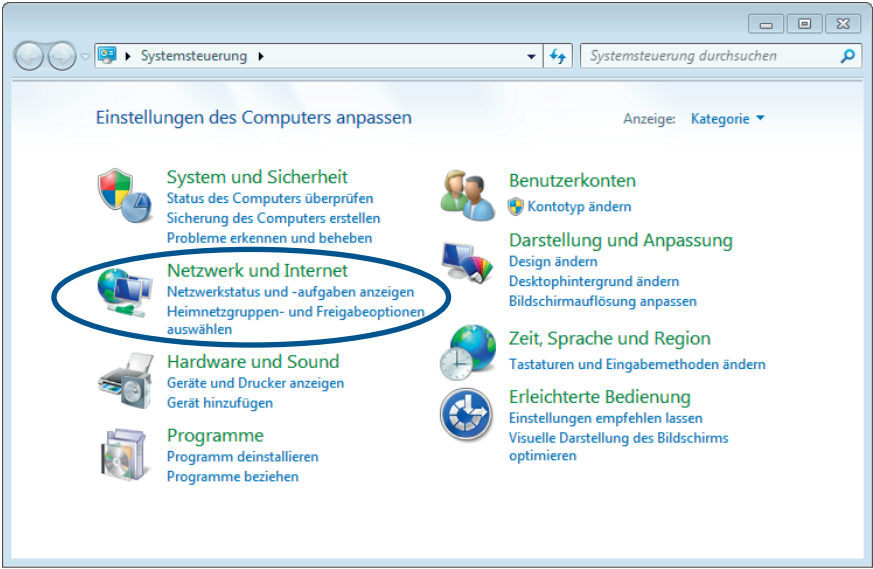 Systemsteuerung
Systemsteuerung durchsuchen
Einstellungen des Computers anpassen
Anzeige: Kategorie
System und Sicherheit
Status des Computers überprüfen
Sicherung des Computers erstellen
Probleme erkennen und beheben
Netzwerk und Internet
Netzwerkstatus und -aufgaben anzeigen
Heimnetzgruppen- und Freigabeoptionen
auswählen
Hardware und Sound
Geräte und Drucker anzeigen
Gerät hinzufügen
Programme
Programm deinstallieren
Programme beziehen
Benutzerkonten
Kontotyp ändern
Darstellung und Anpassung
Design ändern
Desktophintergrund ändern
Bildschirmauflösung anpassen
Zeit, Sprache und Region
Tastaturen und Eingabemethoden ändern
Erleichterte Bedienung
Einstellungen empfehlen lassen
Visuelle Darstellung des Bildschirms
optimieren